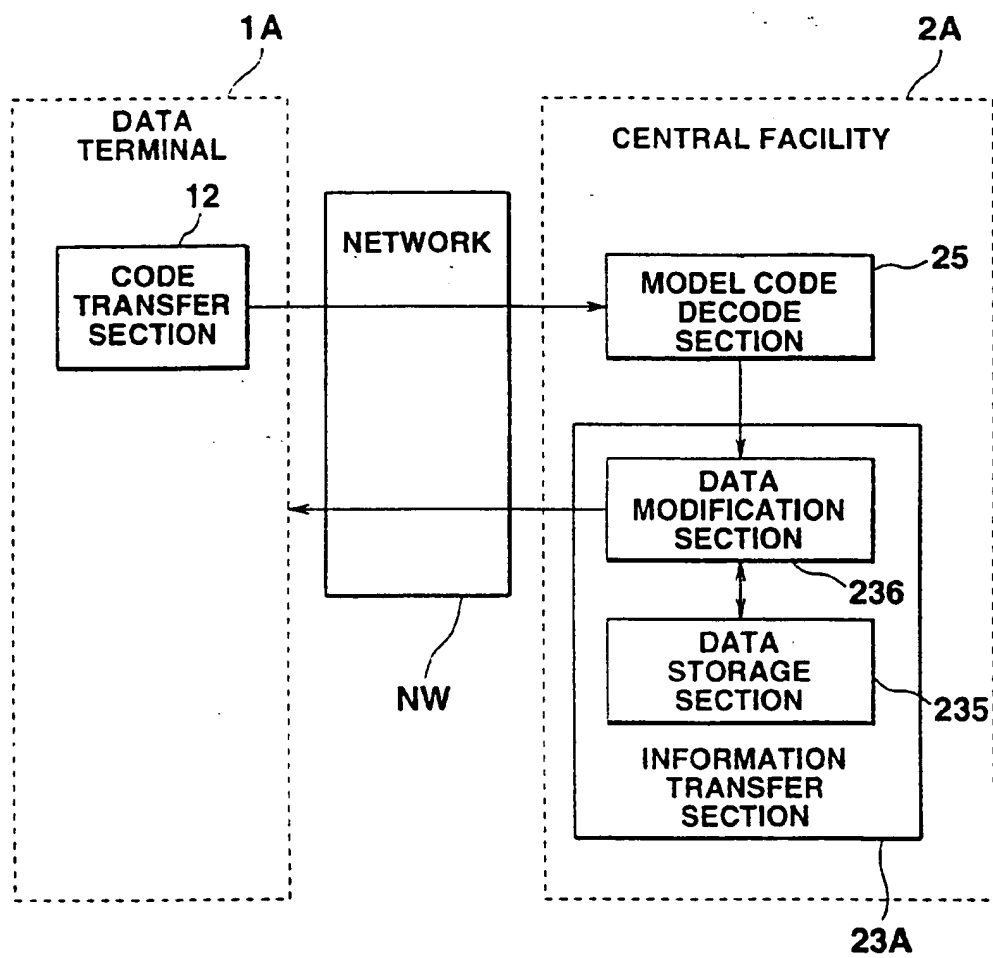 1A
2A
DATA
TERMINAL
CENTRAL FACILITY
12
NETWORK
25
CODE
TRANSFER
SECTION
MODEL CODE
DECODE
SECTION
DATA
MODIFICATION
SECTION
236
DATA
STORAGE
SECTION
NW
235
INFORMATION
TRANSFER
SECTION
23A